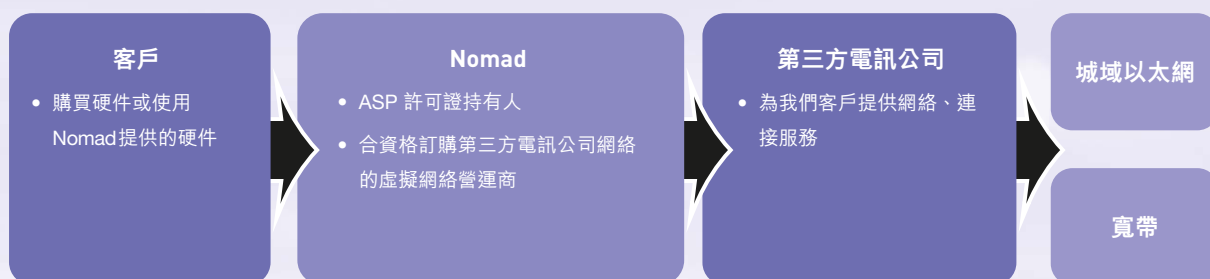 客戶
• 購買硬件或使用
Nomad提供的硬件
Nomad
• ASP 許可證持有人
• 合資格訂購第三方電訊公司網絡
的虛擬網絡營運商
第三方電訊公司
• 為我們客戶提供網絡、連
接服務
城域以太網
寬帶